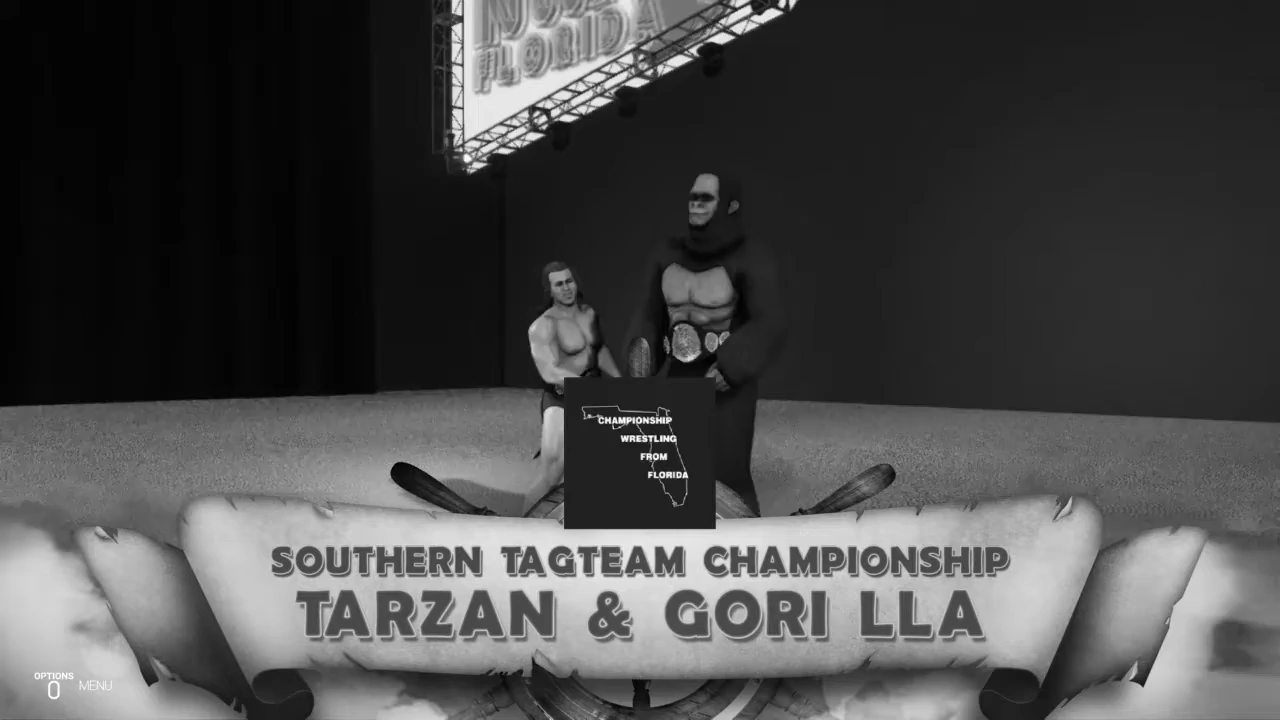 FLORIDA
CHAMPIONSHIP
WRESTLING
FROM
FLORIDA
SOUTHERN TAGTEAM CHAMPIONSHIP
TARZAN & GORI LLA
OPTIONS
MENU